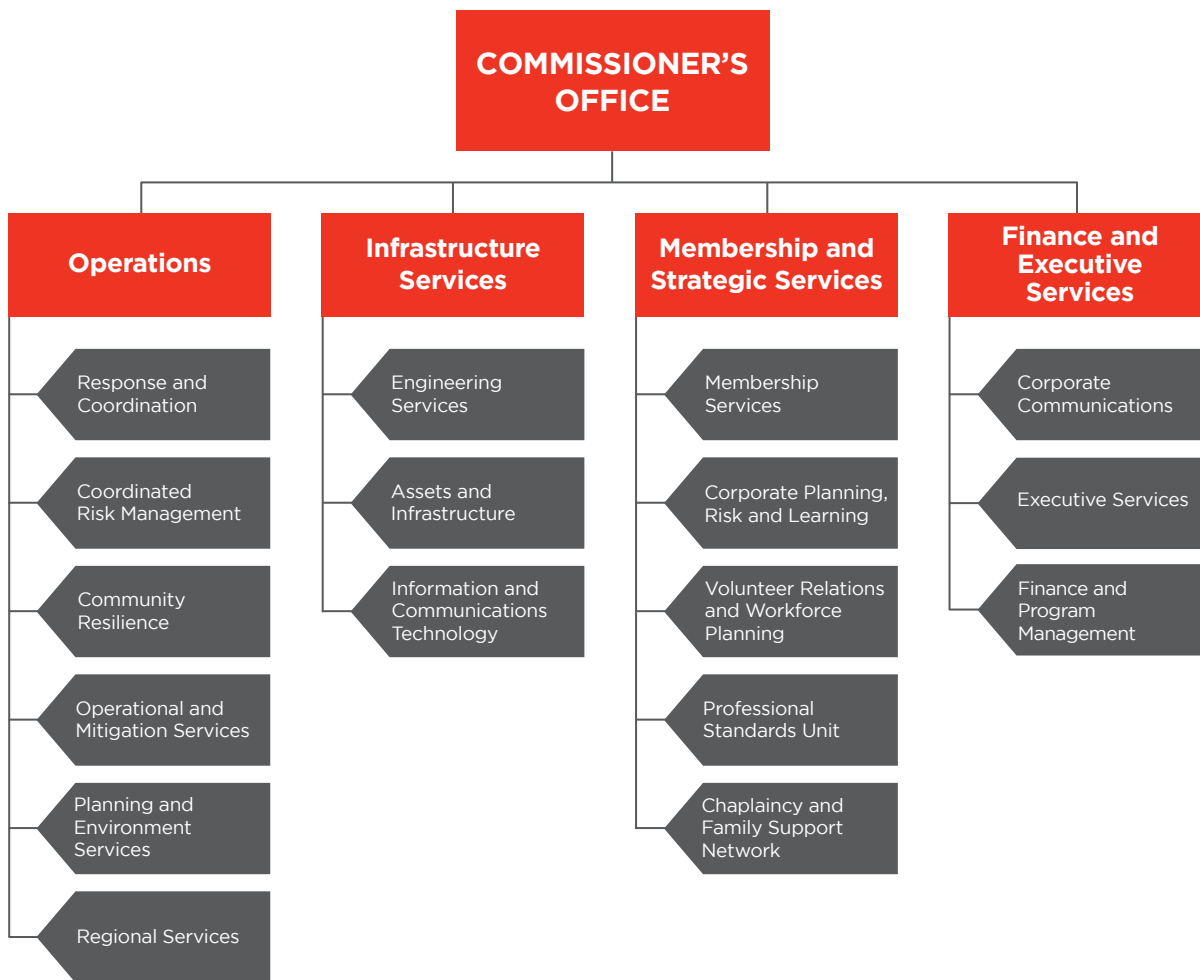 COMMISSIONER'S
OFFICE
Operations
Response and
Coordination
Coordinated
Risk Management
Community
Resilience
Operational and
Mitigation Services
Planning and
Environment
Services
Regional Services
Infrastructure
Services
Engineering
Services
Assets and
Infrastructure
Information and
Communications
Technology
Membership and
Strategic Services
Membership
Services
Corporate Planning,
Risk and Learning
Volunteer Relations
and Workforce
Planning
Professional
Standards Unit
Chaplaincy and
Family Support
Network
Finance and
Executive
Services
Corporate
Communications
Executive Services
Finance and
Program
Management